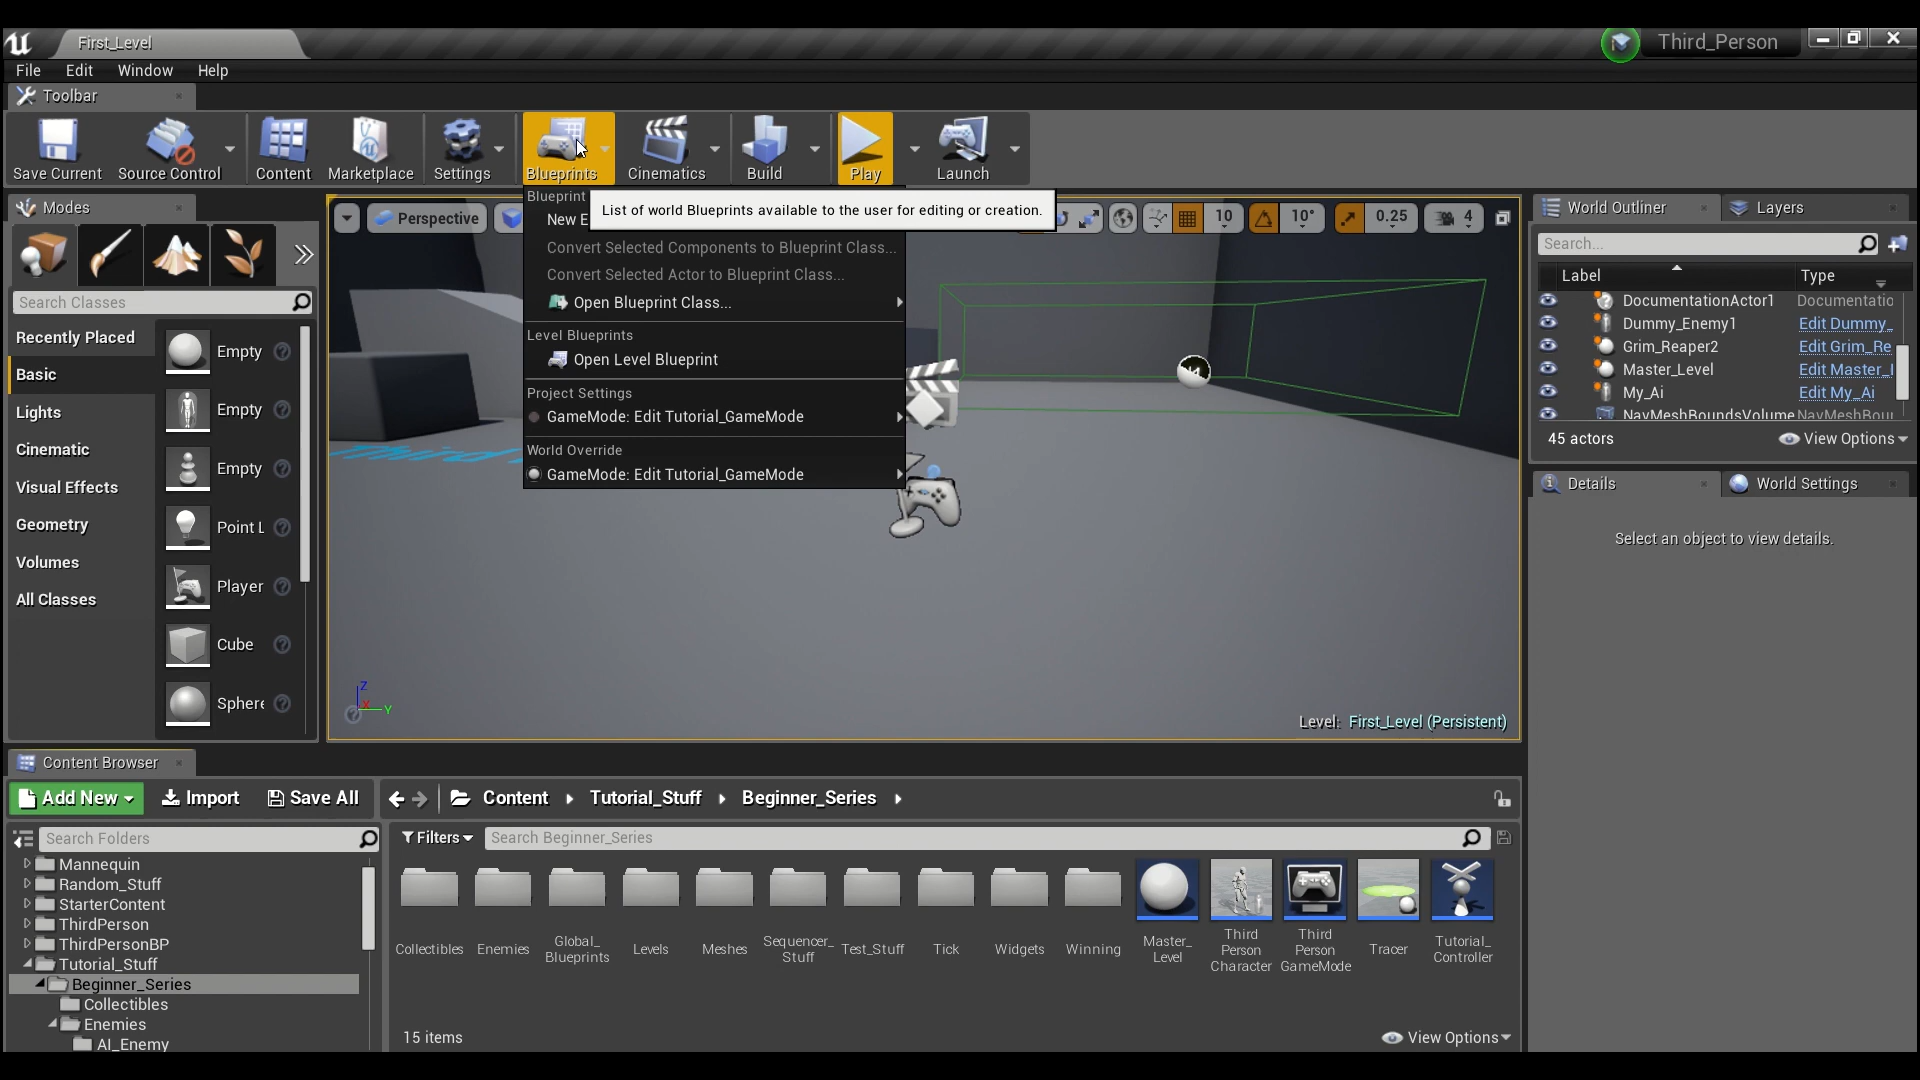 First_Level
Third_Person
File Edit Window Help
Toolbar
Save Current Source Control Content Marketplace Settings Blueprints Cinematics Build Play Launch
Modes
Search Classes
Recently Placed
Basic
Lights
Cinematic
Visual Effects
Geometry
Volumes
All Classes
Empty
Empty
Empty
Point L
Player
Cube
Sphere
Blueprint
List of world Blueprints available to the user for editing or creation.
New E
Convert Selected Components to Blueprint Class...
Convert Selected Actor to Blueprint Class...
Open Blueprint Class...
Level Blueprints
Open Level Blueprint
Project Settings
GameMode: Edit Tutorial_GameMode
World Override
GameMode: Edit Tutorial_GameMode
Perspective
10 10° 0.25 4
Z
X
Y
Level: First_Level (Persistent)
World Outliner Layers
Search...
Label Type
DocumentationActor1 Documentatio
Dummy_Enemy1 Edit Dummy_
Grim_Reaper2 Edit Grim_Re
Master_Level Edit Master_l
My_Ai Edit My_Ai
NavMeshBoundsVolume NavMeshBou
45 actors View Options
Details World Settings
Select an object to view details.
Content Browser
Add New Import Save All Content Tutorial_Stuff Beginner_Series
Search Folders
Mannequin
Random_Stuff
StarterContent
ThirdPerson
ThirdPersonBP
Tutorial_Stuff
Beginner_Series
Collectibles
Enemies
AI_Enemy
Filters Search Beginner_Series
Collectibles
Enemies
Global_
Blueprints
Levels
Meshes
Sequencer_
Stuff
Test_Stuff
Tick
Widgets
Winning
Master_
Level
Third
Person
Character
Third
Person
GameMode
Tracer
Tutorial_
Controller
15 items View Options